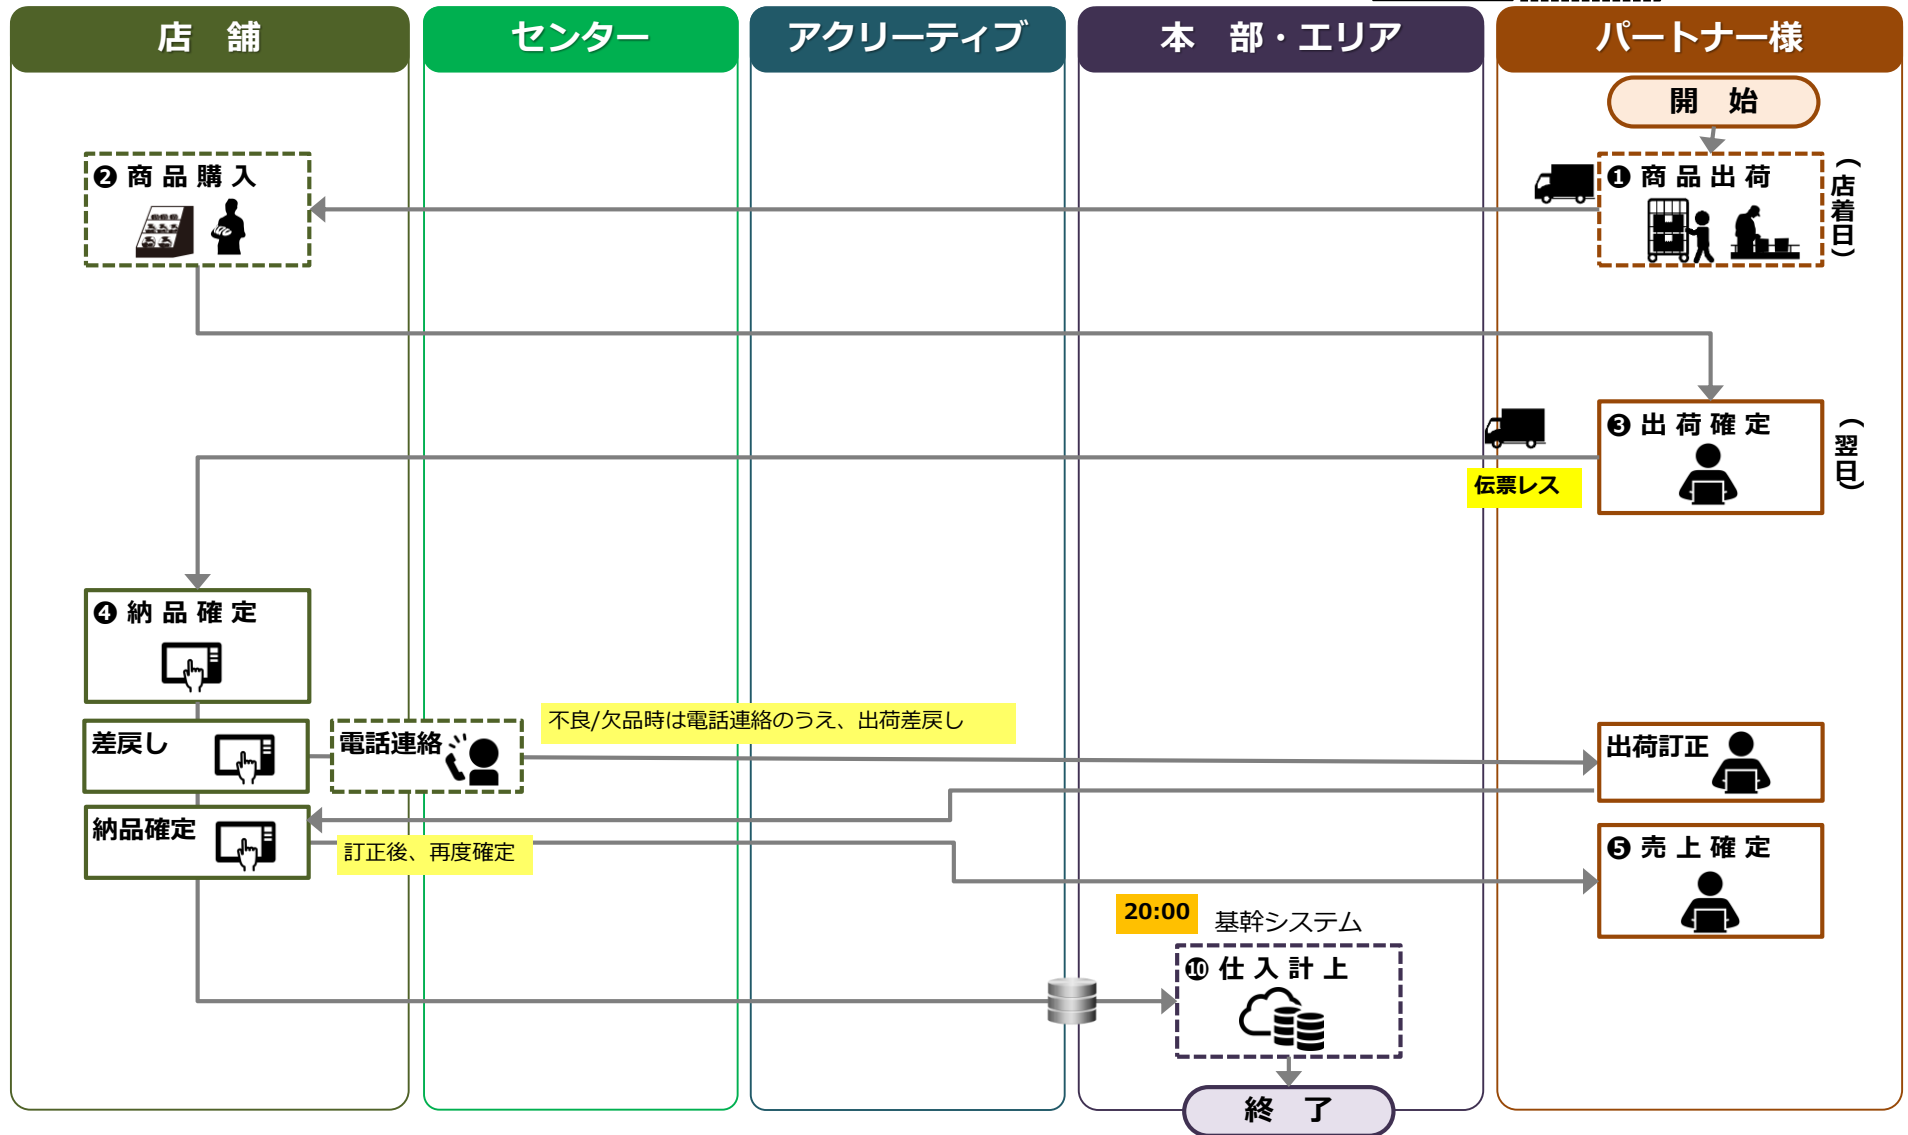 店　舗
センター
アクリーティブ
本　部・エリア
パートナー様
開　始
❷商品購入
❶商品出荷
（店着日）
❸出荷確定
（翌日）
伝票レス
❹納品確定
差戻し
電話連絡
不良/欠品時は電話連絡のうえ、出荷差戻し
出荷訂正
納品確定
訂正後、再度確定
❺売上確定
20:00
基幹システム
❿仕入計上
終　了